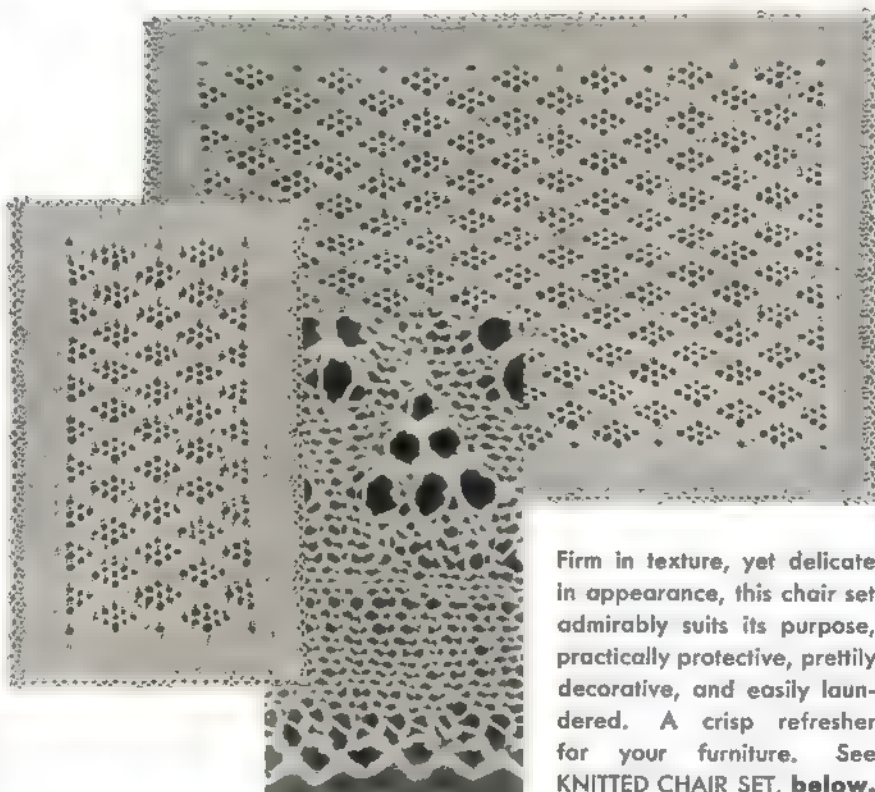 Firm in texture, yet delicate
in appearance, this chair set
admirably suits its purpose,
practically protective, prettily
decorative, and easily laun-
dered. A crisp refresher
for your furniture. See
KNITTED CHAIR SET, below.